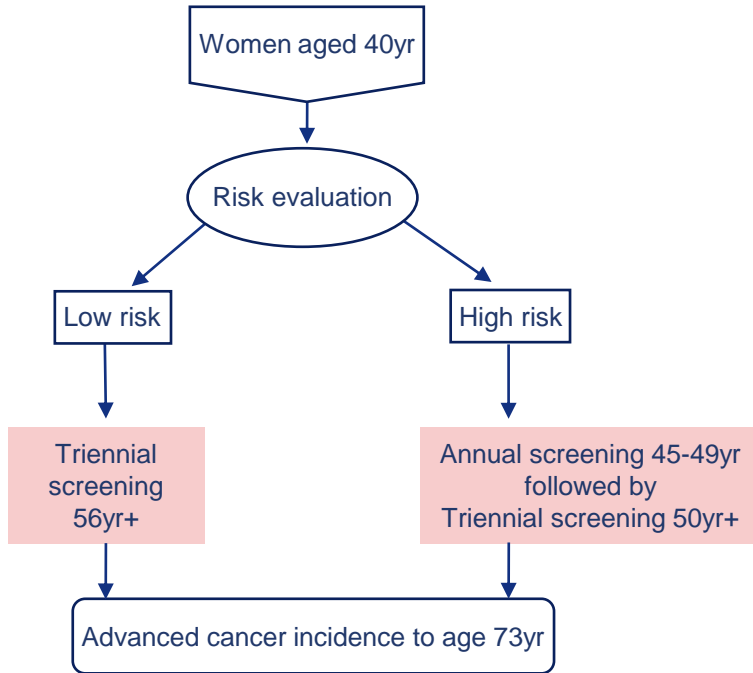 Women aged 40yr
Risk evaluation
Low risk
High risk
Triennial
screening
56yr+
Annual screening 45-49yr
followed by
Triennial screening 50yr+
Advanced cancer incidence to age 73yr